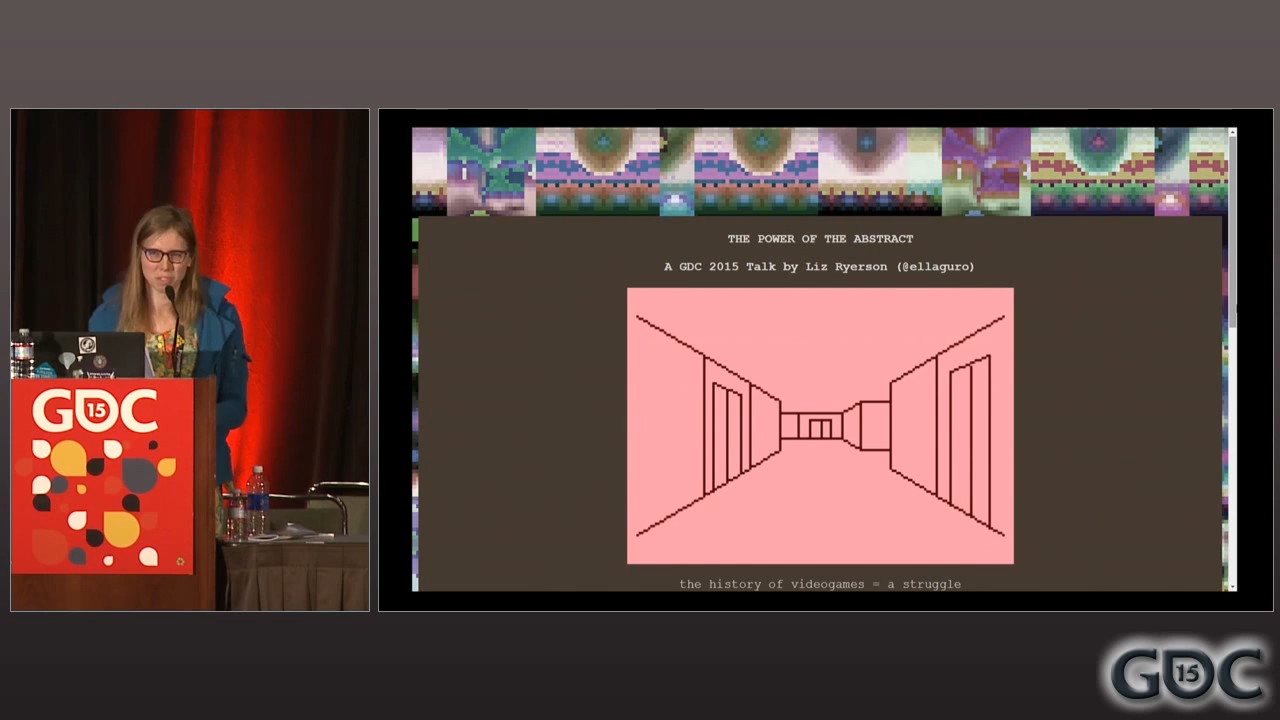 GDC
15
THE POWER OF THE ABSTRACT
A GDC 2015 Talk by Liz Ryerson (@ellaguro)
the history of videogames = a struggle
GDC
15